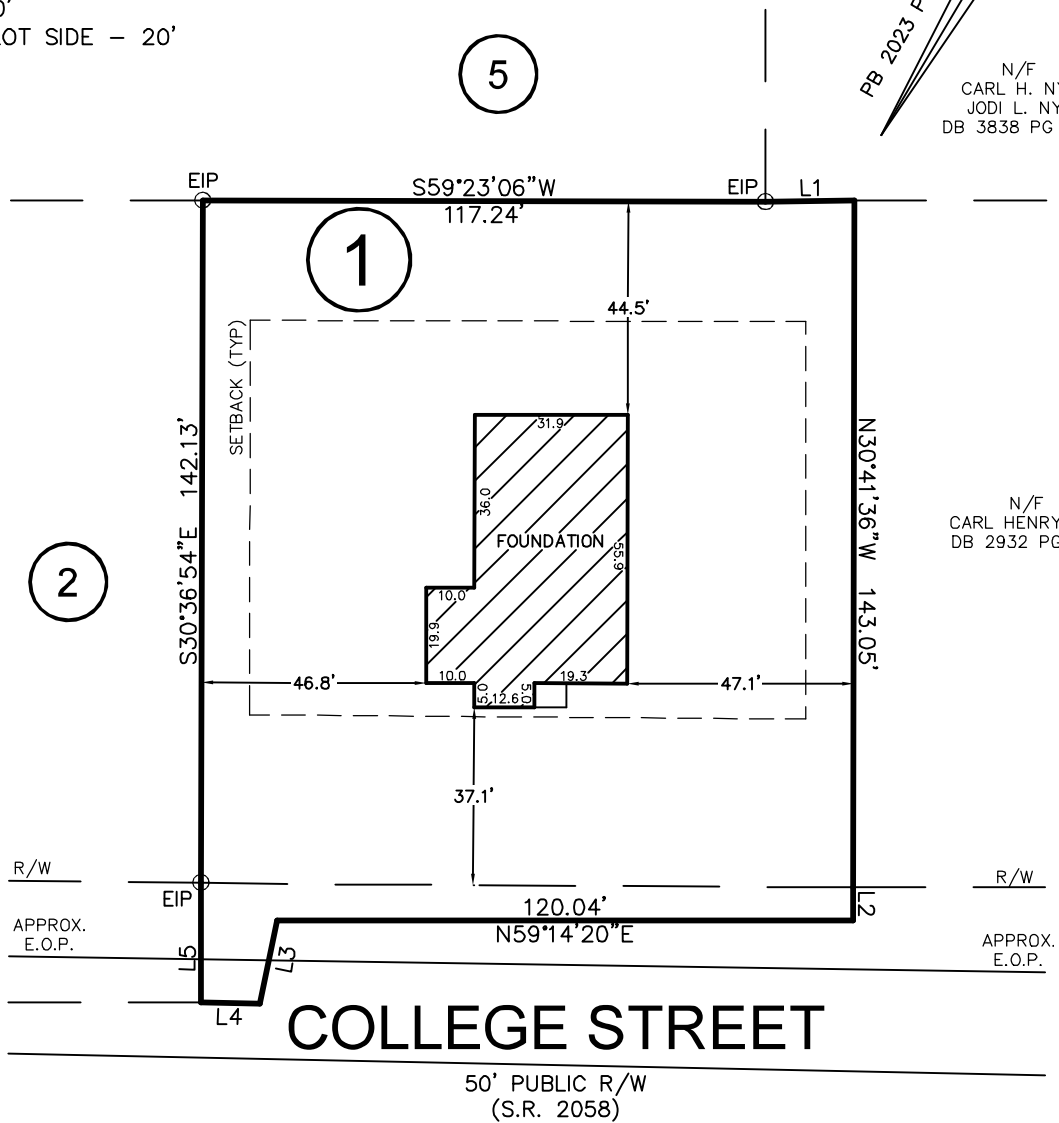 0'
LOT SIDE – 20'
5
PB 2023 P
N/F
CARL H. N
JODI L. NY
DB 3838 PG
EIP
S59°23'06"W
117.24'
EIP
L1
1
44.5'
SETBACK (TYP)
S30°36'54"E 142.13'
N30°41'36"W 143.05'
31.9
36.0
FOUNDATION
55.9
10.0
19.9
10.0
5.0
12.6
5.0
19.3
46.8'
47.1'
37.1'
2
N/F
CARL HENRY
DB 2932 PG
R/W
EIP
R/W
120.04'
N59°14'20"E
L2
APPROX.
E.O.P.
APPROX.
E.O.P.
L5
L3
L4
COLLEGE STREET
50' PUBLIC R/W
(S.R. 2058)